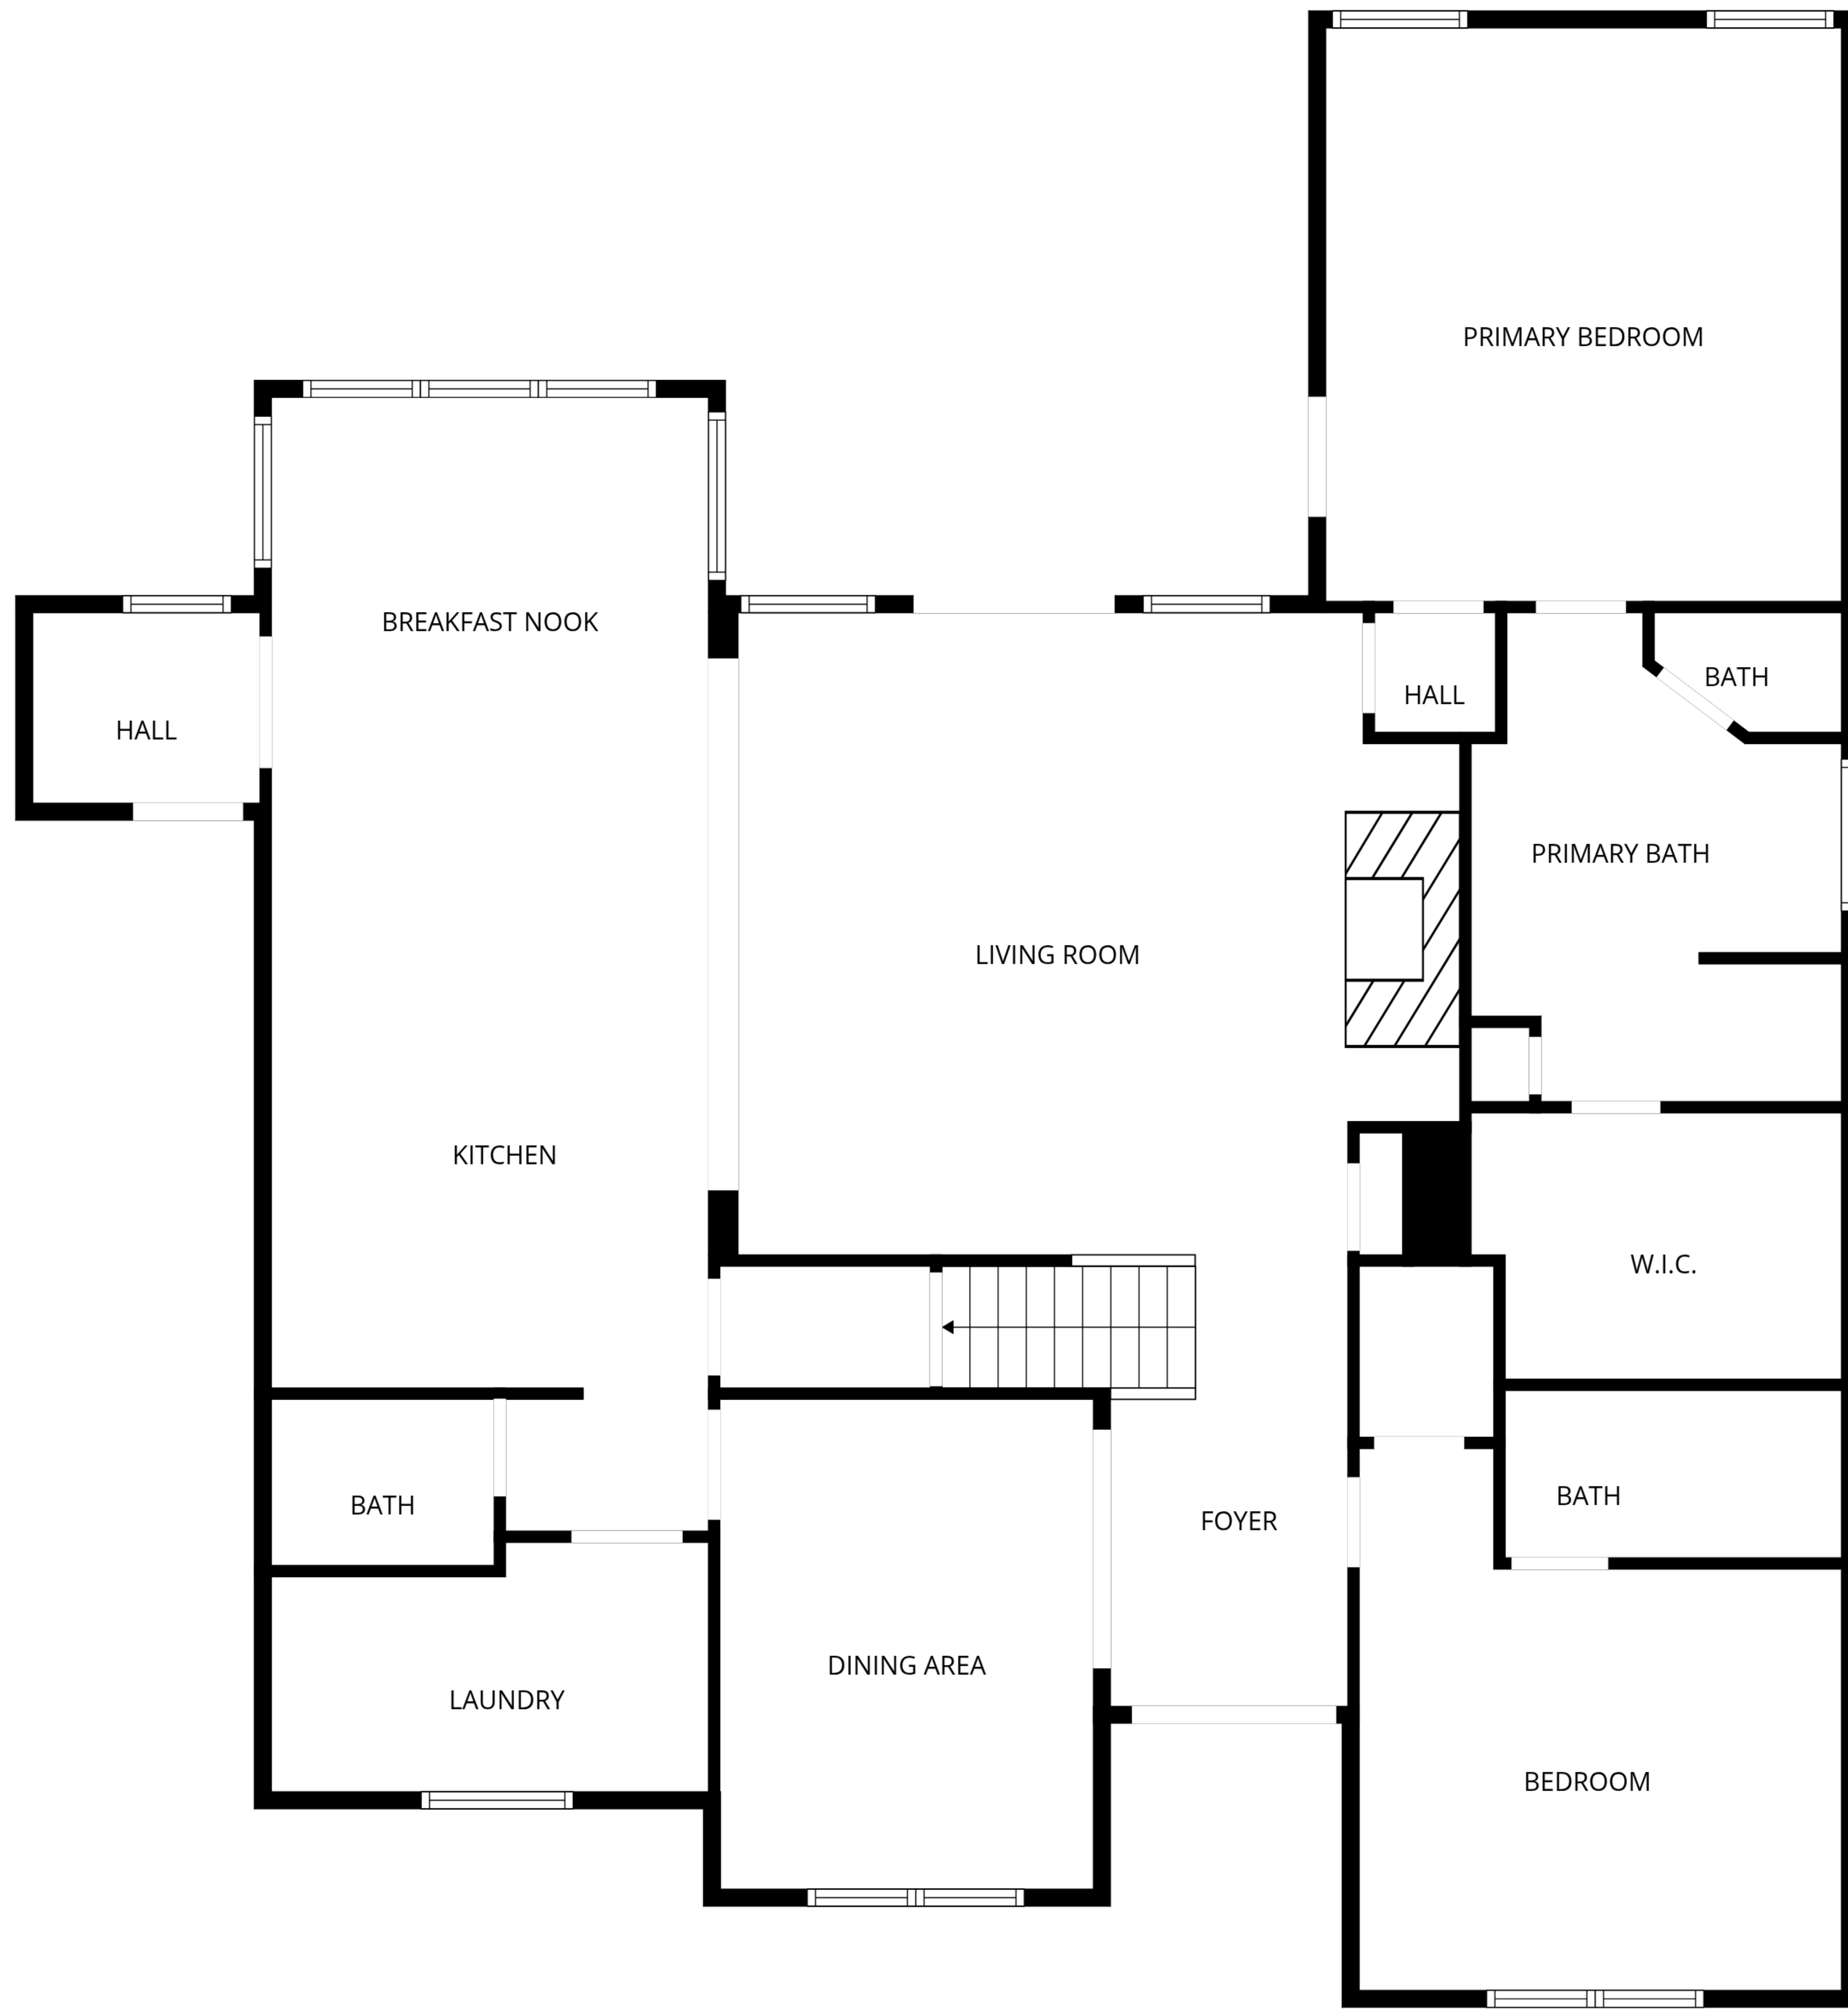 PRIMARY BEDROOM
BREAKFAST NOOK
BATH
HALL
HALL
PRIMARY BATH
LIVING ROOM
KITCHEN
W.I.C.
BATH
BATH
FOYER
DINING AREA
LAUNDRY
BEDROOM